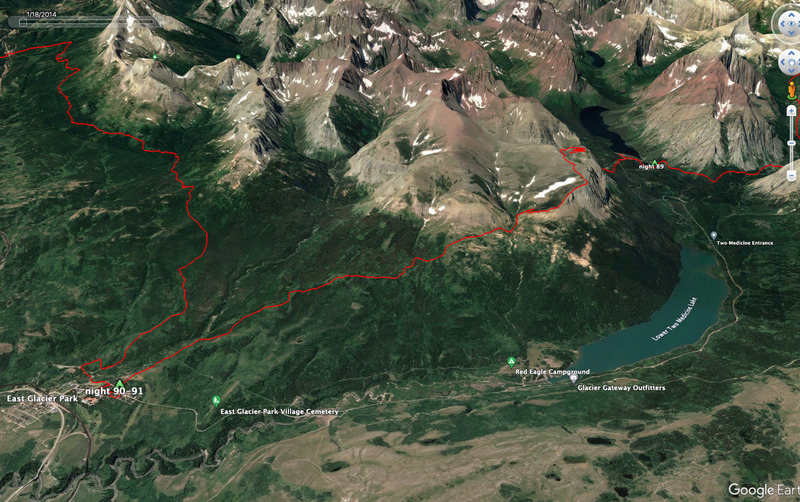 1/18/2014
night 89
Two Medicine Entrance
Lower Two Medicine Lake
Red Eagle Campground
Glacier Gateway Outfitters
night 90-91
East Glacier Park
East Glacier Park Village Cemetery
Google Eart